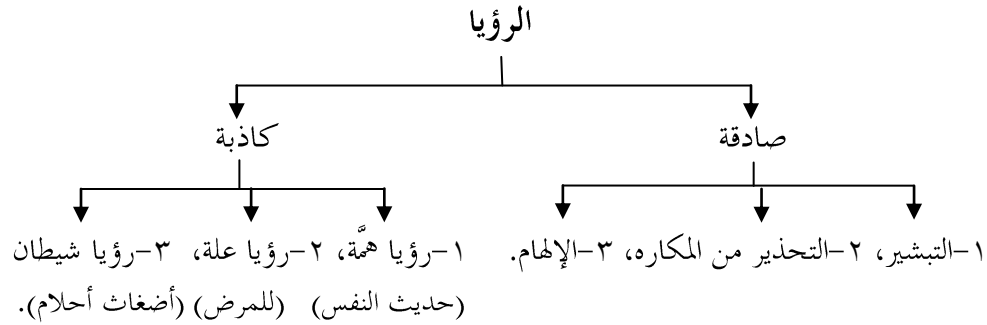 الرؤيا
صادقة
كاذبة
١-التبشير، ٢-التحذير من المكاره، ٣-الإلهام.
١-رؤيا همَّة، ٢-رؤيا علة، ٣-رؤيا شيطان
(حديث النفس) (للمرض) (أضغاث أحلام).